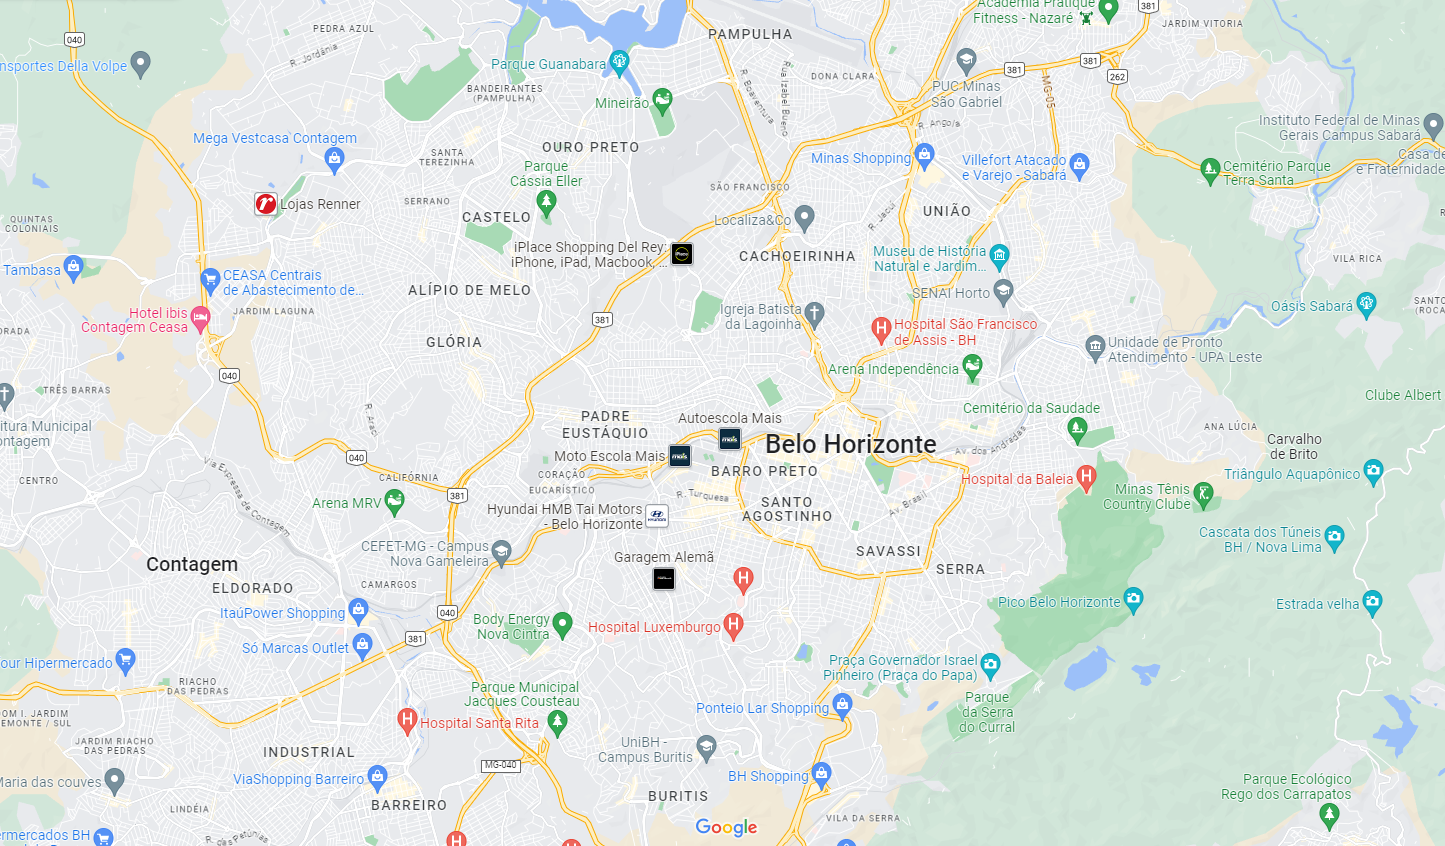 Academia Pratique
Fitness - Nazaré
381
JARDIM VITORIA
PEDRA AZUL
PAMPULHA
040
R. Jordânia
nsportes Della Volpe
Parque Guanabara
DONA CLARA
381
381
262
MG-05
BANDEIRANTES
(PAMPULHA)
Mineirão
R. Boaventura
PUC Minas
São Gabriel
R. Angola
Instituto Federal de Minas
Gerais Campus Sabará
Mega Vestcasa Contagem
SANTA
TEREZINHA
OURO PRETO
Parque
Cássia Eller
Minas Shopping
Villefort Atacado
e Varejo - Sabará
Casa de
e Fraternidade
Cemitério Parque
Terra Santa
SÃO FRANCISCO
Lojas Renner
SERRANO
CASTELO
Localiza&Co
R. Jacuí
UNIÃO
QUINTAS
COLONIAIS
iPlace Shopping Del Rey:
iPhone, iPad, Macbook, ...
CACHOEIRINHA
Museu de História
Natural e Jardim...
VILA RICA
Tambasa
CEASA Centrais
de Abastecimento de...
ALÍPIO DE MELO
SENAI Horto
JARDIM LAGUNA
Hotel ibis
Contagem Ceasa
381
Igreja Batista
da Lagoinha
Oásis Sabará
Hospital São Francisco
de Assis - BH
GLÓRIA
Unidade de Pronto
Atendimento - UPA Leste
040
Arena Independência
TRÊS BARRAS
R. Araci
Clube Albert
PADRE
EUSTÁQUIO
Autoescola Mais
Cemitério da Saudade
itura Municipal
ontagem
ANA LÚCIA
Carvalho
de Brito
Belo Horizonte
Av. dos Andradas
040
Moto Escola Mais
BARRO PRETO
Via Expressa de Contagem
CENTRO
CALIFÓRNIA
CORAÇÃO
EUCARÍSTICO
Hospital da Baleia
Triângulo Aquapônico
381
R. Turquesa
Av. Brasil
Minas Tênis
Country Clube
Arena MRV
Hyundai HMB Tai Motors
- Belo Horizonte
SANTO
AGOSTINHO
Cascata dos Túneis
BH / Nova Lima
CEFET-MG - Campus
Nova Gameleira
Garagem Alemã
SAVASSI
SERRA
Contagem
ELDORADO
CAMARGOS
Pico Belo Horizonte
Estrada velha
ItaúPower Shopping
040
Body Energy
Nova Cintra
Hospital Luxemburgo
381
Só Marcas Outlet
our Hipermercado
Praça Governador Israel
Pinheiro (Praça do Papa)
RIACHO
DAS PEDRAS
Parque Municipal
Jacques Cousteau
Parque
da Serra
do Curral
Ponteio Lar Shopping
DOM I. JARDIM
EMONTE / SUL
Hospital Santa Rita
JARDIM RIACHO
DAS PEDRAS
INDUSTRIAL
UniBH -
Campus Buritis
MG-040
ViaShopping Barreiro
BH Shopping
Maria das couves
Parque Ecológico
Rego dos Carrapatos
BURITIS
LINDÉIA
BARREIRO
VILA DA SERRA
Google
ermercados BH
R. das Petúnias